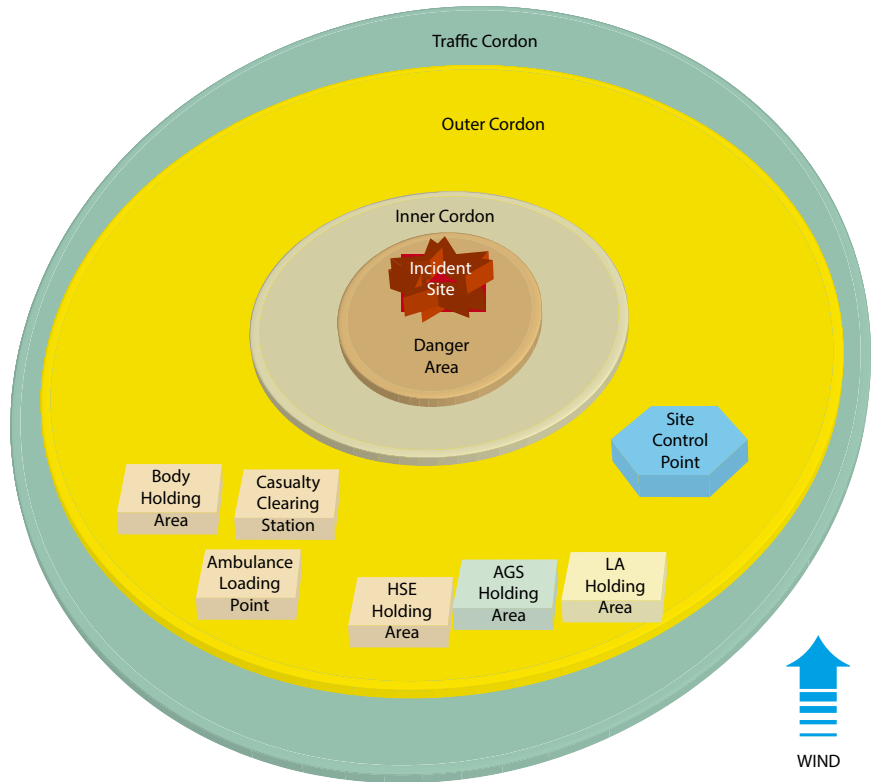 Traffic Cordon
Outer Cordon
Inner Cordon
Incident
Site
Danger
Area
Site
Control
Point
Body
Holding
Area
Casualty
Clearing
Station
Ambulance
Loading
Point
HSE
Holding
Area
AGS
Holding
Area
LA
Holding
Area
WIND